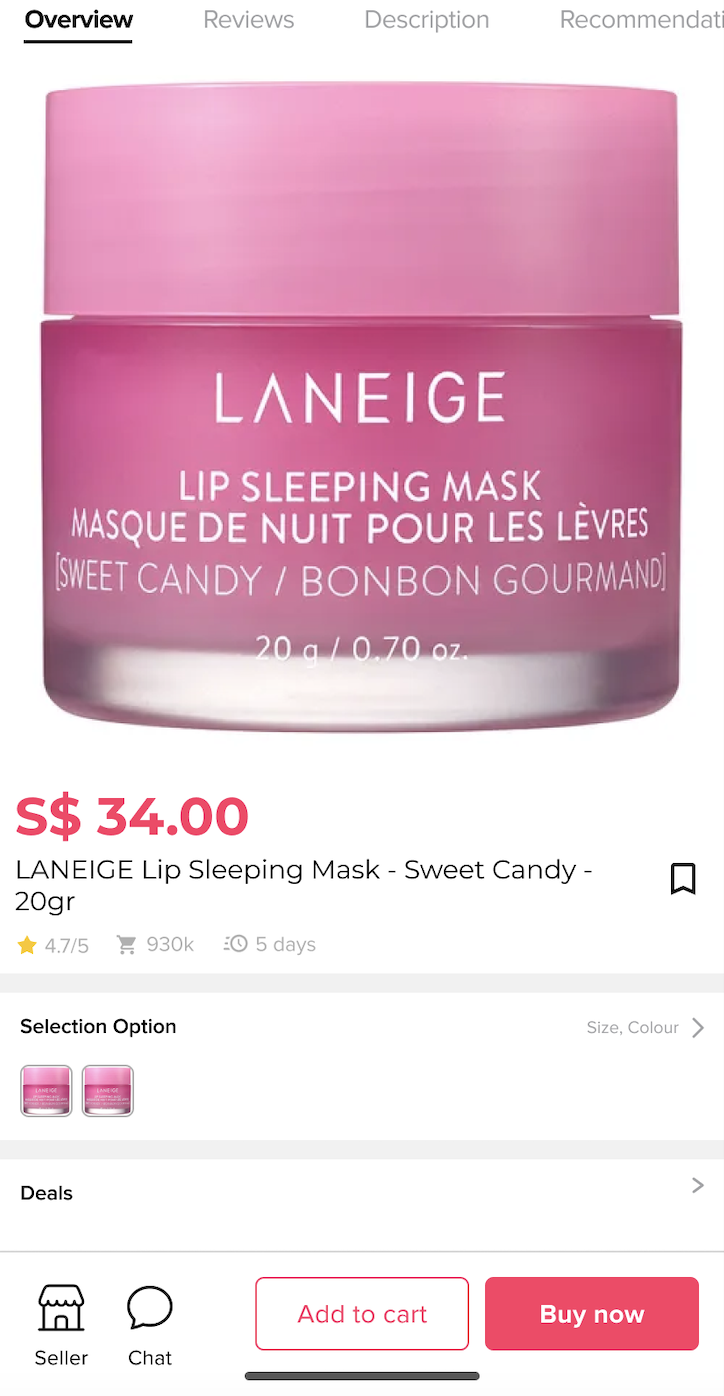 Overview Reviews Description Recommendati
LANEIGE
LIP SLEEPING MASK
MASQUE DE NUIT POUR LES LÈVRES
[SWEET CANDY / BONBON GOURMAND]
20 g / 0.70 oz.
S$ 34.00
LANEIGE Lip Sleeping Mask - Sweet Candy -
20gr
4.7/5 930k 5 days
Selection Option Size, Colour
LANEIGE LANEIGE
Deals
Add to cart Buy now
Seller Chat